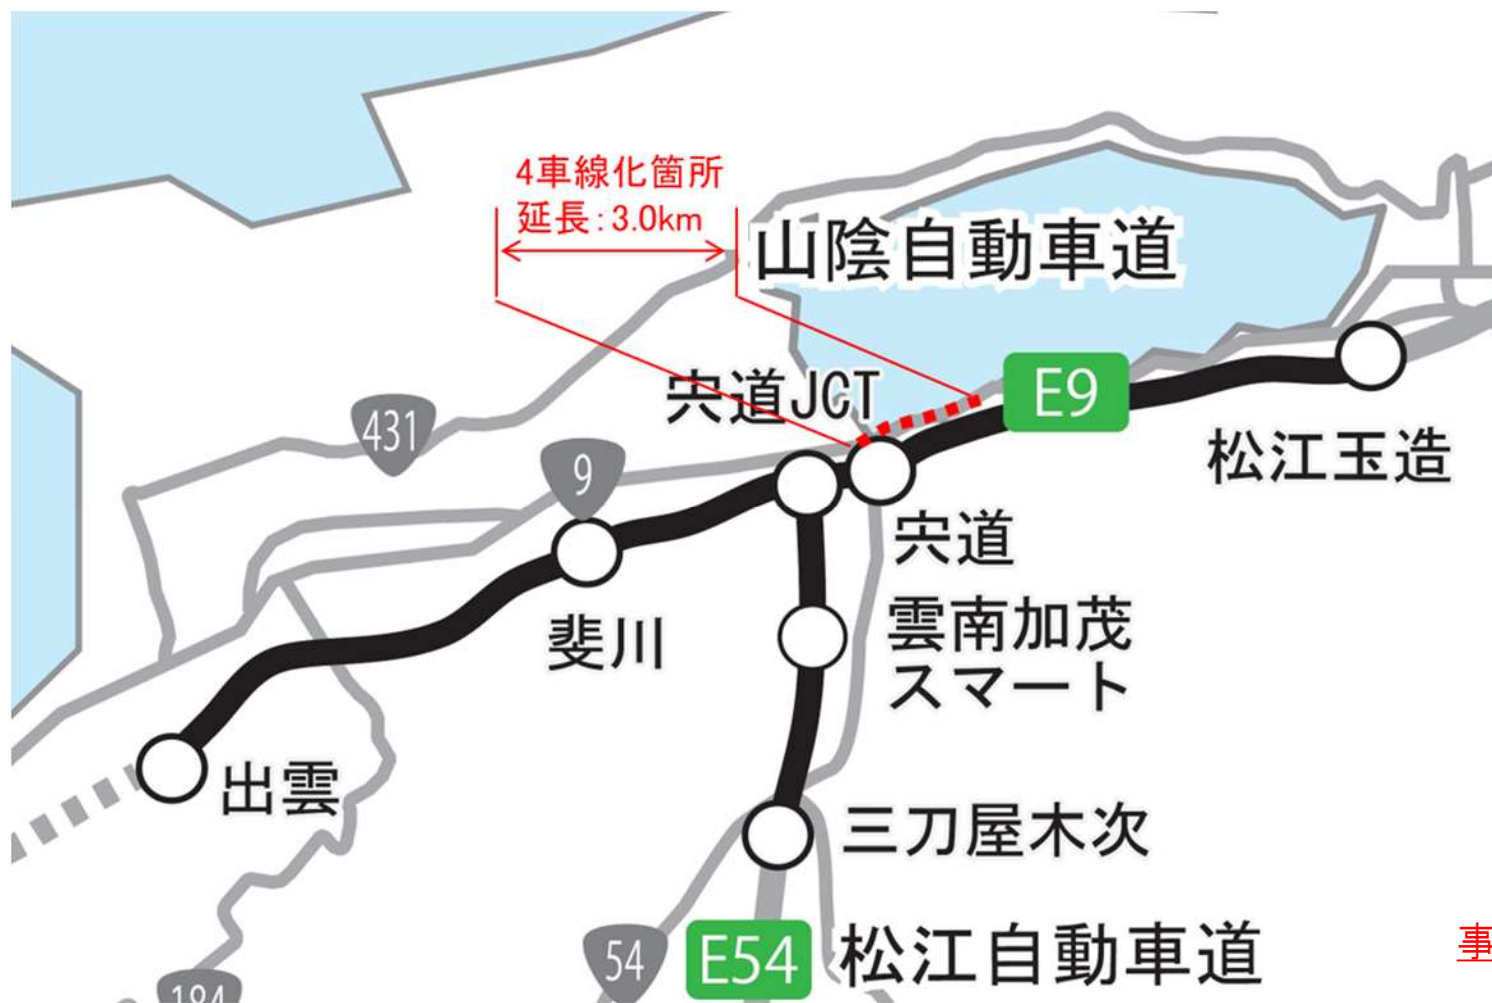 4車線化箇所
延長：3.0km
山陰自動車道
宍道JCT
E9
431
9
松江玉造
宍道
斐川
雲南加茂
スマート
出雲
三刀屋木次
54
E54
松江自動車道
事
184